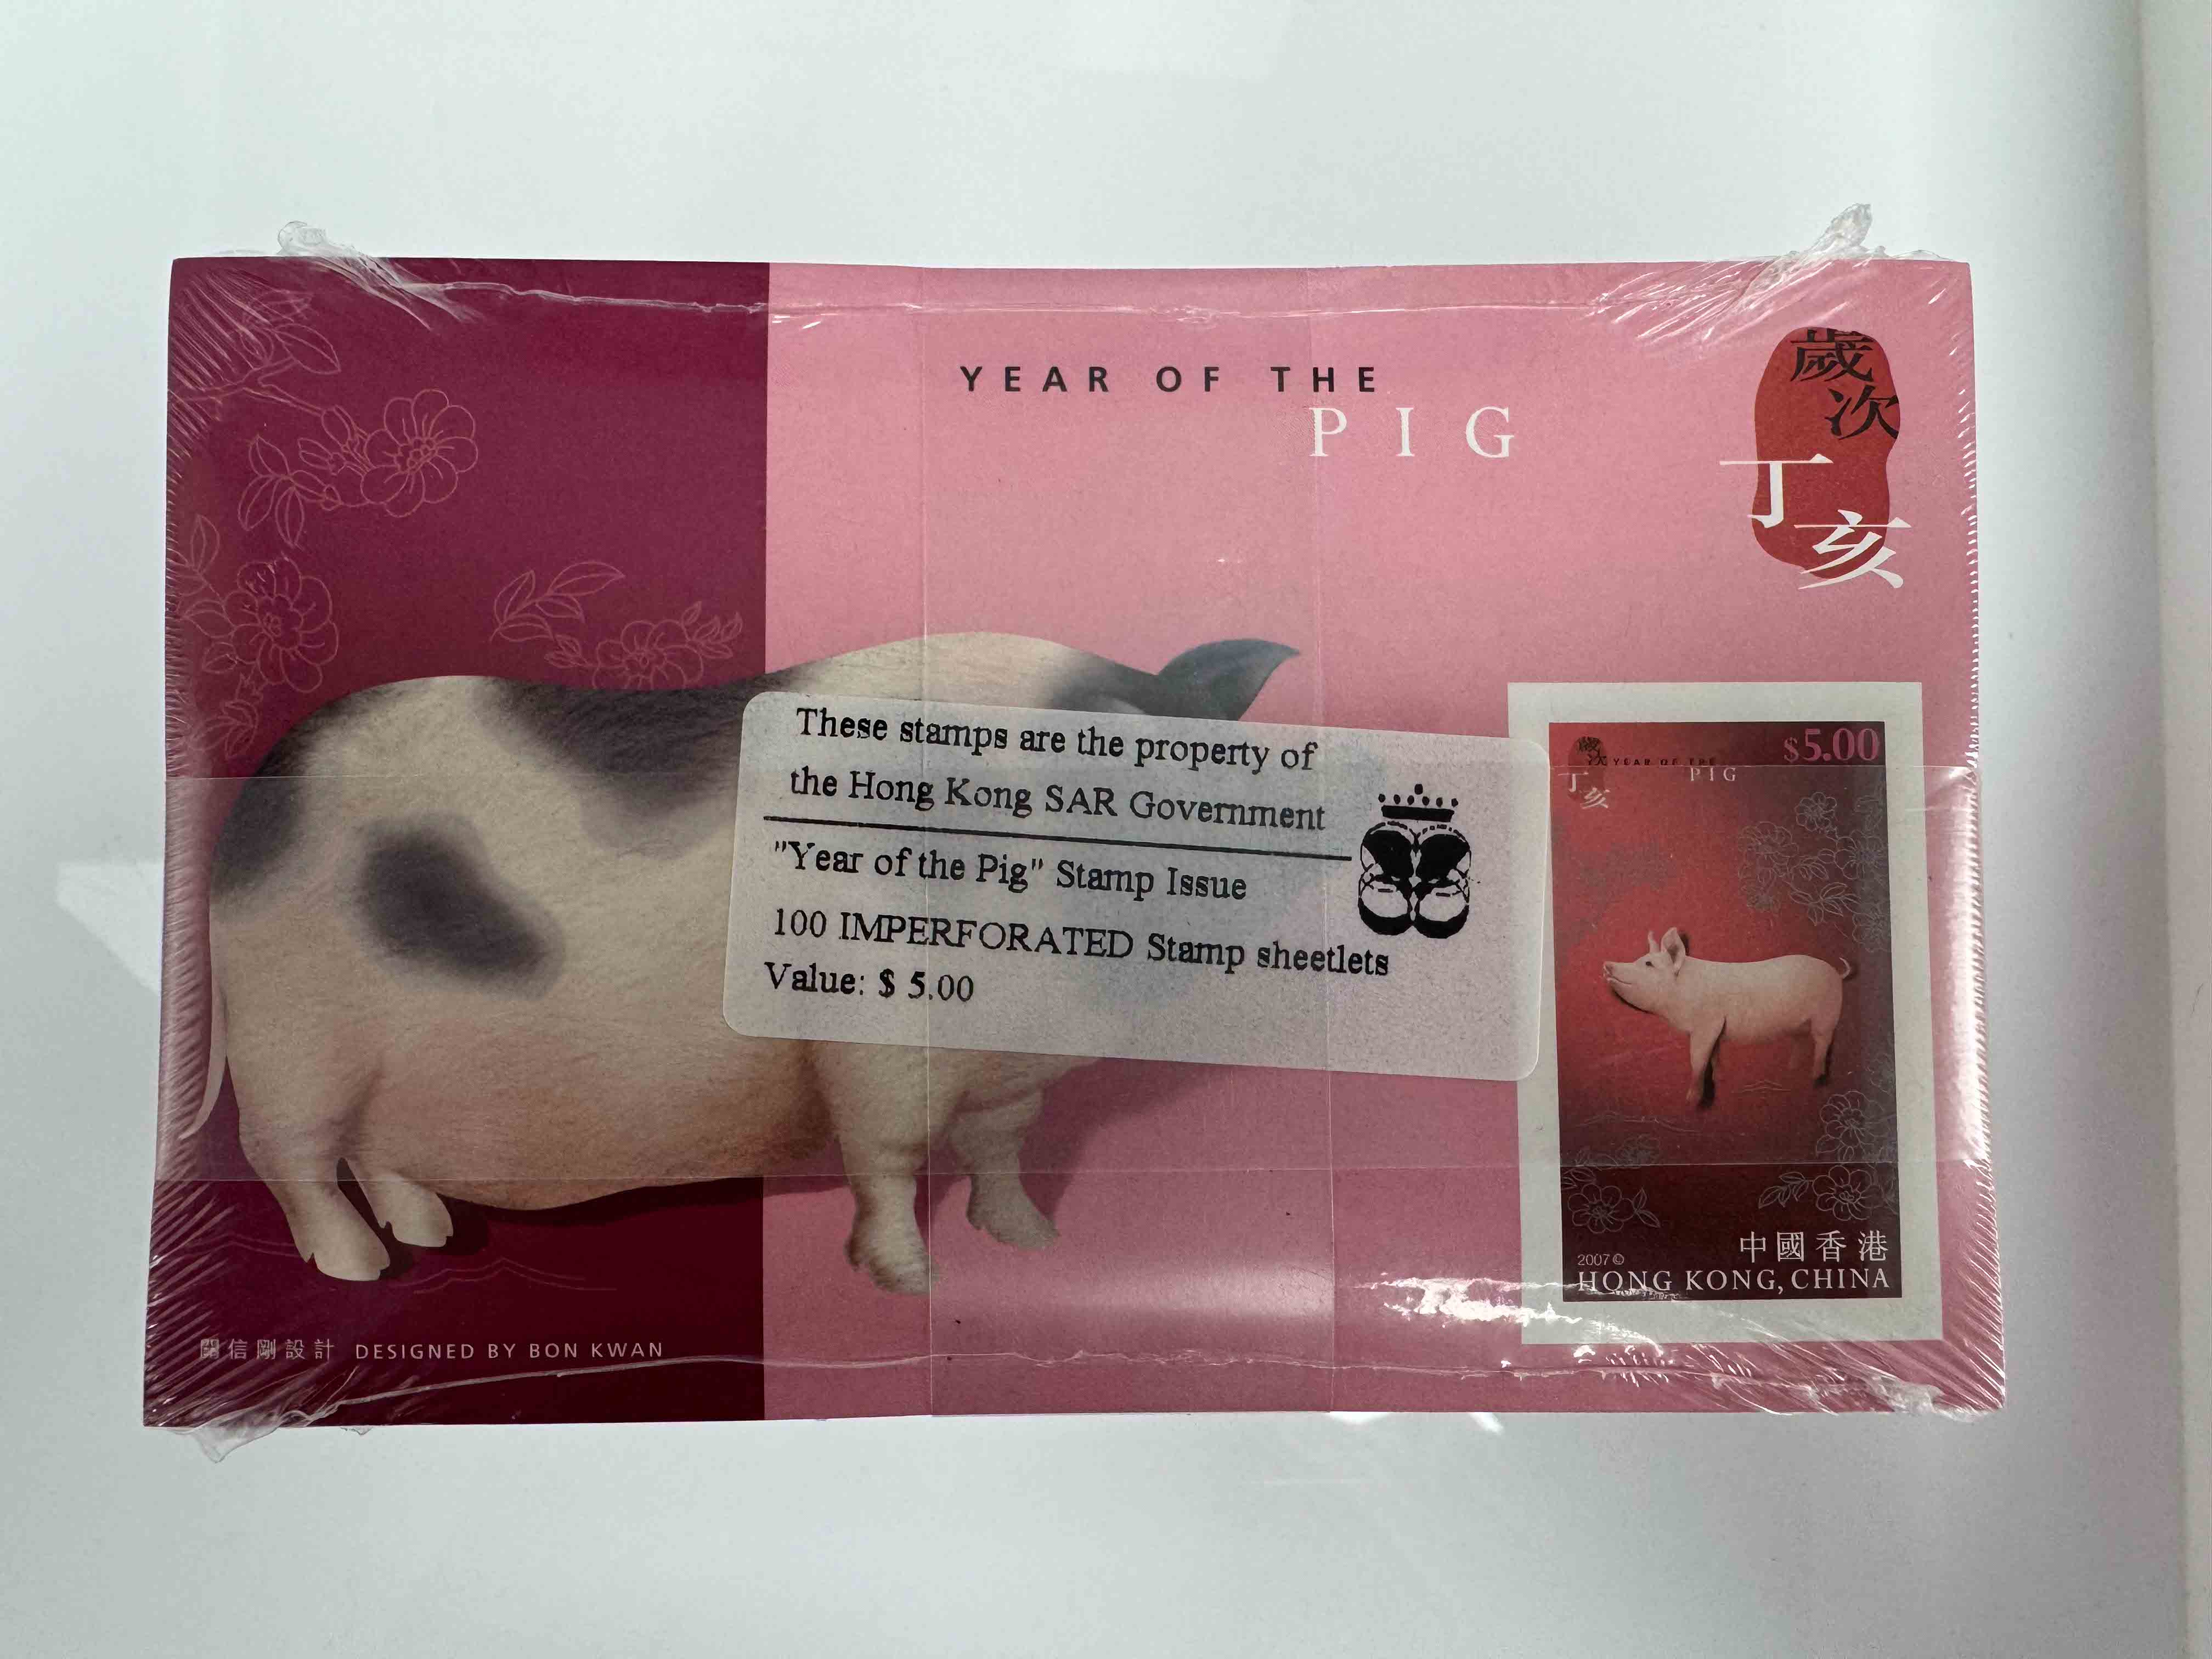 YEAR OF THE
PIG
歲次
丁亥
These stamps are the property of
the Hong Kong SAR Government
"Year of the Pig" Stamp Issue
100 IMPERFORATED Stamp sheetlets
Value: $ 5.00
歲次
丁亥
YEAR OF THE
PIG
$5.00
中國香港
2007©
HONG KONG, CHINA
關信剛設計 DESIGNED BY BON KWAN